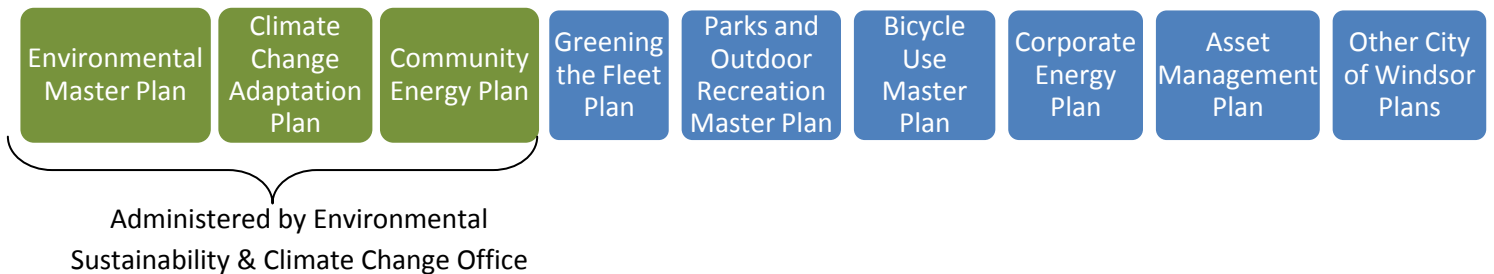 Environmental
Master Plan
Climate
Change
Adaptation
Plan
Community
Energy Plan
Greening
the Fleet
Plan
Parks and
Outdoor
Recreation
Master Plan
Bicycle
Use
Master
Plan
Corporate
Energy
Plan
Asset
Management
Plan
Other City
of Windsor
Plans
Administered by Environmental
Sustainability & Climate Change Office